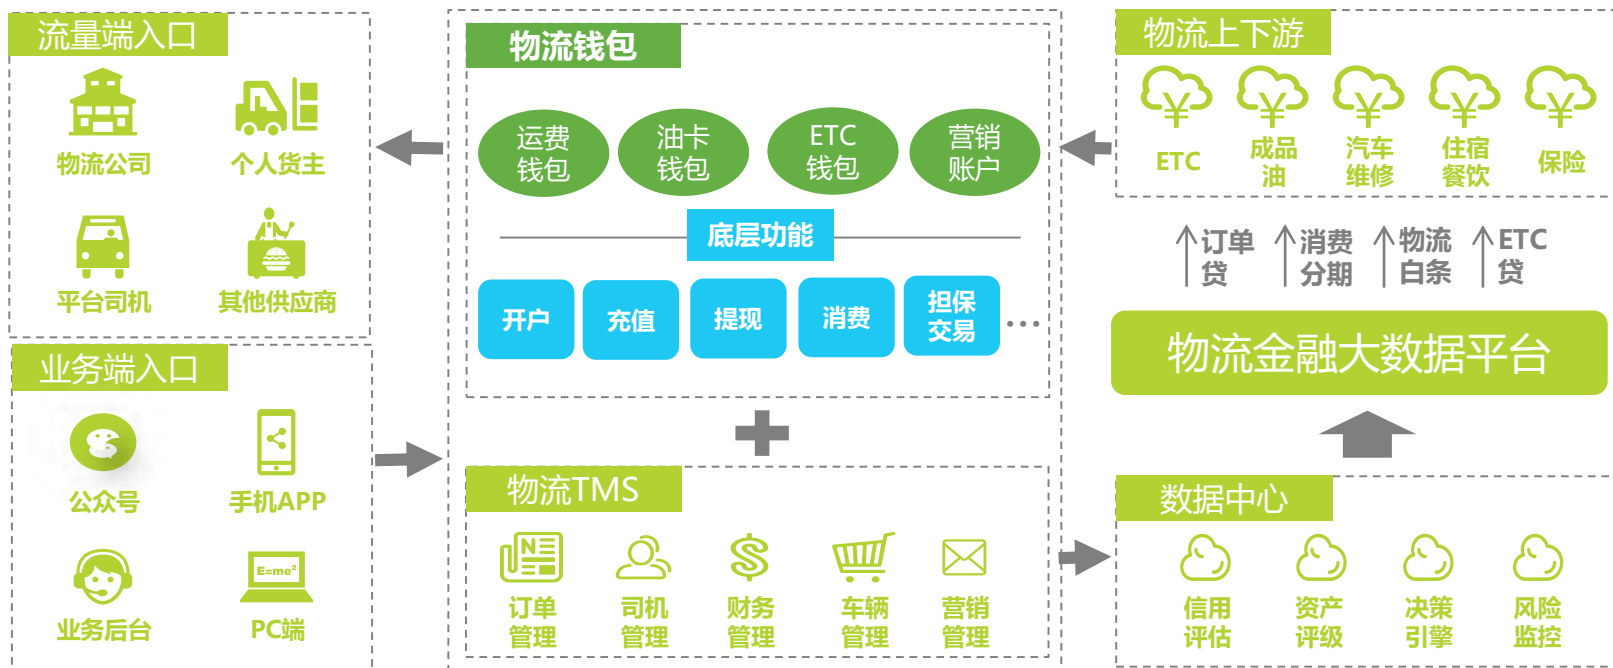 流量端入口
物流公司
个人货主
平台司机
其他供应商
业务端入口
公众号
手机APP
业务后台
E=me²
PC端
物流钱包
运费
钱包
油卡
钱包
ETC
钱包
营销
账户
底层功能
开户
充值
提现
消费
担保
交易
...
物流TMS
N
订单
管理
司机
管理
财务
管理
车辆
管理
营销
管理
物流上下游
ETC
成品
油
汽车
维修
住宿
餐饮
保险
订单
贷
消费
分期
物流
白条
ETC
贷
物流金融大数据平台
数据中心
信用
评估
资产
评级
决策
引擎
风险
监控